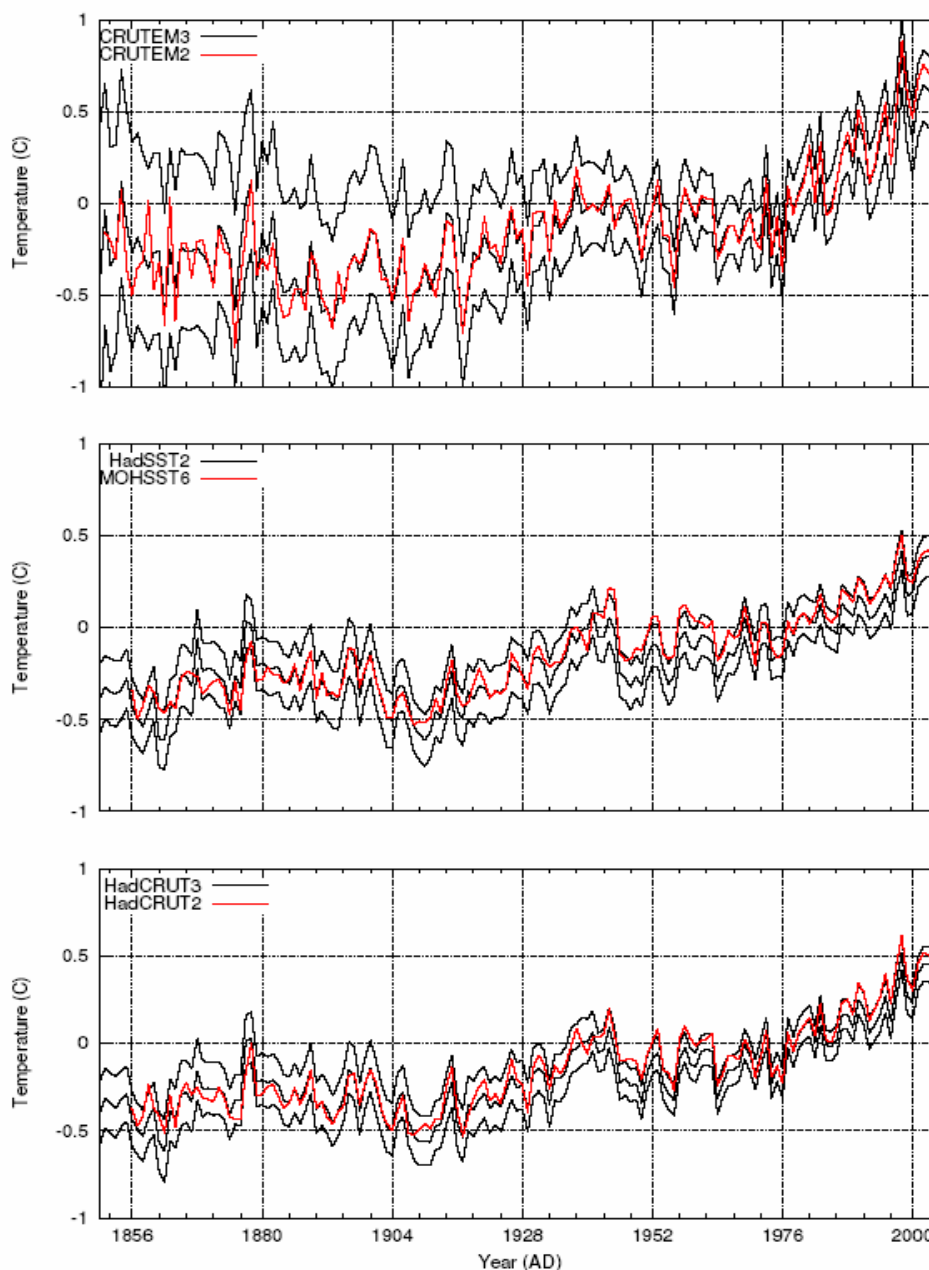 1
CRUTEM3
CRUTEM2
0.5
Temperature (C)
0
-0.5
-1
1
HadSST2
MOHSST6
0.5
Temperature (C)
0
-0.5
-1
1
HadCRUT3
HadCRUT2
0.5
Temperature (C)
0
-0.5
-1
1856 1880 1904 1928 1952 1976 2000
Year (AD)